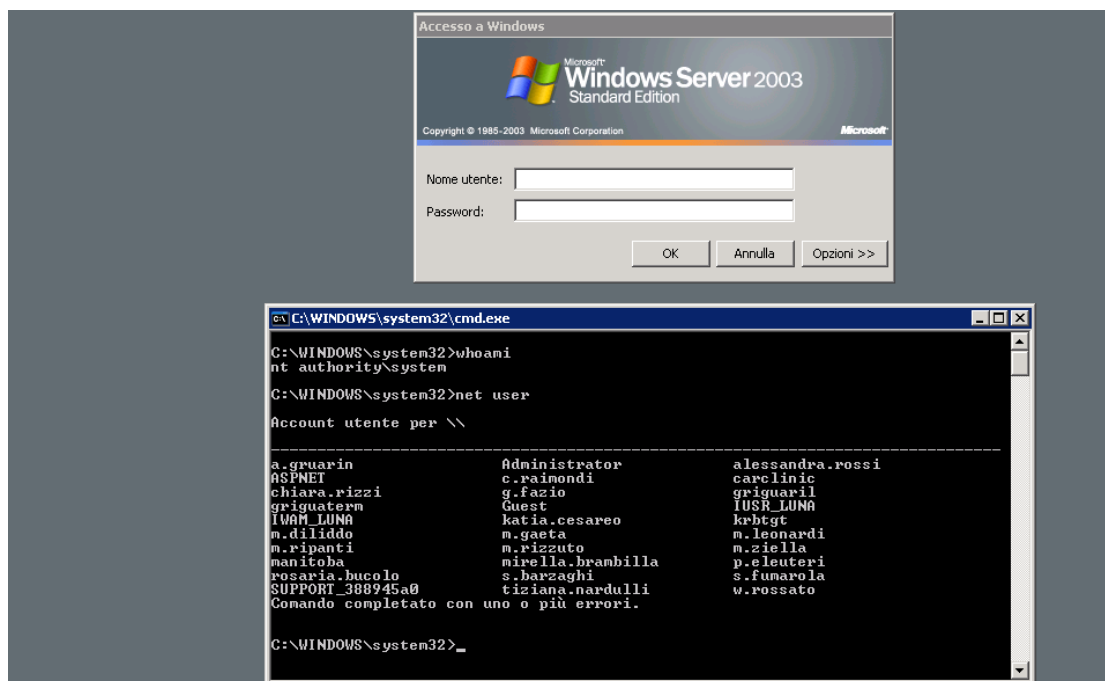 Accesso a Windows
Microsoft
Windows Server 2003
Standard Edition
Copyright © 1985-2003 Microsoft Corporation Microsoft
Nome utente:
Password:
OK Annulla Opzioni >>
C:\WINDOWS\system32\cmd.exe
C:\WINDOWS\system32>whoami
nt authority\system
C:\WINDOWS\system32>net user
Account utente per \\
a.gruarin Administrator alessandra.rossi
ASPNET c.raimondi carclinic
chiara.rizzi g.fazio griguaril
griguaterm Guest IUSR_LUNA
IWAM_LUNA katia.cesareo krbtgt
m.diliddo m.gaeta m.leonardi
m.ripanti m.rizzuto m.ziella
manitoba mirella.brambilla p.eleuteri
rosaria.bucolo s.barzaghi s.fumarola
SUPPORT_388945a0 tiziana.nardulli w.rossato
Comando completato con uno o più errori.
C:\WINDOWS\system32>_